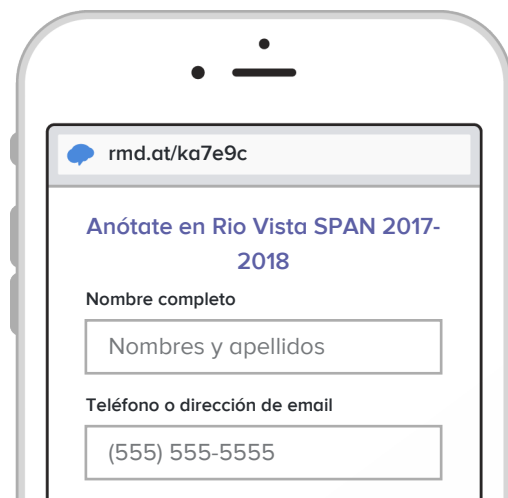 rmd.at/ka7e9c
Anótate en Rio Vista SPAN 2017-
2018
Nombre completo
Nombres y apellidos
Teléfono o dirección de email
(555) 555-5555